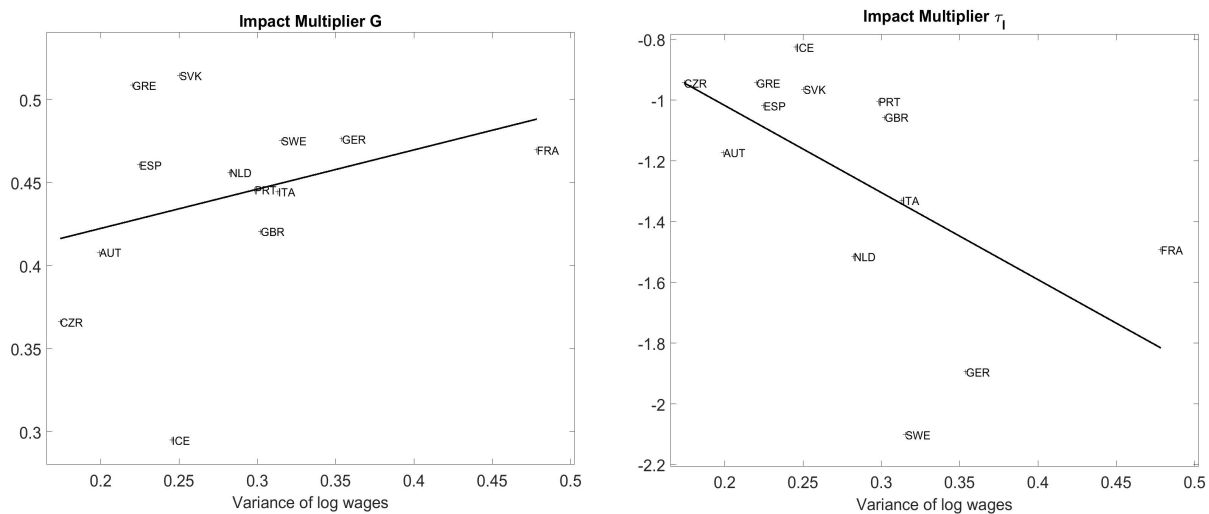 Impact Multiplier G
0.5
0.45
0.4
0.35
0.3
GRE
SVK
ESP
SWE
GER
NLD
PRT
ITA
FRA
GBR
AUT
CZR
ICE
0.2 0.25 0.3 0.35 0.4 0.45 0.5
Variance of log wages
Impact Multiplier τ_l
-0.8
-1
-1.2
-1.4
-1.6
-1.8
-2
-2.2
ICE
CZR
GRE
SVK
ESP
PRT
GBR
AUT
ITA
NLD
FRA
GER
SWE
0.2 0.25 0.3 0.35 0.4 0.45 0.5
Variance of log wages